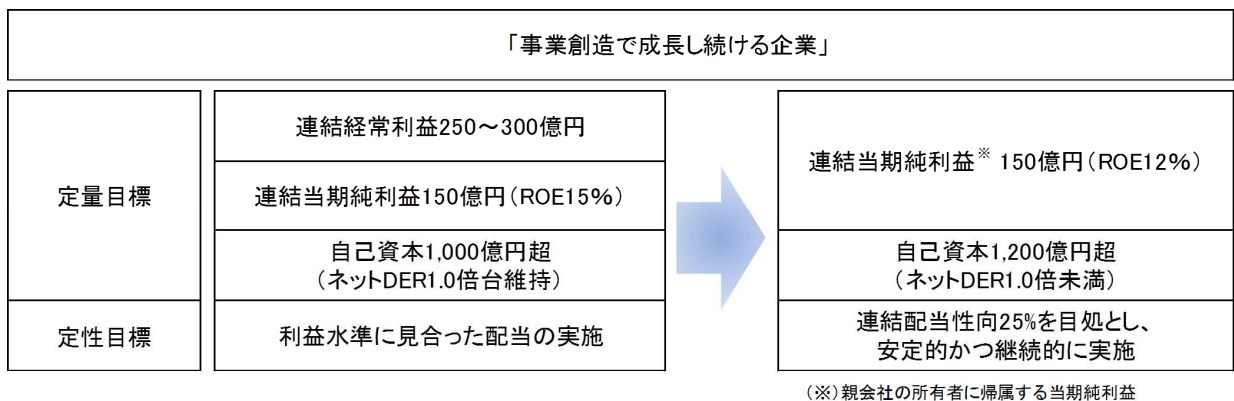 「事業創造で成長し続ける企業」
定量目標
連結経常利益250~300億円
連結当期純利益150億円(ROE15%)
自己資本1,000億円超
(ネットDER1.0倍台維持)
連結当期純利益※ 150億円(ROE12%)
自己資本1,200億円超
(ネットDER1.0倍未満)
定性目標
利益水準に見合った配当の実施
連結配当性向25%を目処とし、
安定的かつ継続的に実施
(※)親会社の所有者に帰属する当期純利益